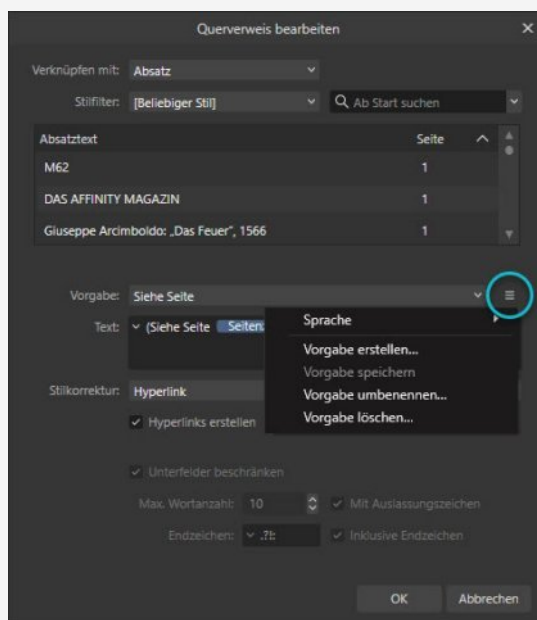 Querverweis bearbeiten
Verknüpfen mit: Absatz
Stilfilter: [Beliebiger Stil] Ab Start suchen
Absatztext Seite
M62 1
DAS AFFINITY MAGAZIN 1
Giuseppe Arcimboldo: „Das Feuer", 1566 1
Vorgabe: Siehe Seite
Sprache
Text: (Siehe Seite
Vorgabe erstellen...
Vorgabe speichern
Stilkorrektur: Hyperlink Vorgabe umbenennen...
Hyperlinks erstellen Vorgabe löschen...
Unterfelder beschränken
Max. Wortanzahl: 10 Mit Auslassungszeichen
Endzeichen: .?!: Inklusive Endzeichen
OK Abbrechen